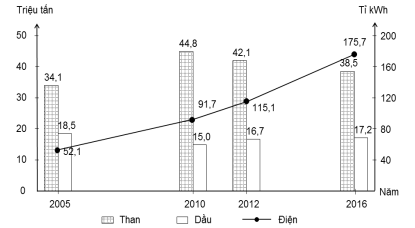 Triệu tấn Tỉ kWh
50 200
44,8 175,7
42,1
40 38,5 160
34,1
30 120
91,7 115,1
20 18,5 80
15,0 16,7 17,2
10 52,1 40
0 Năm
2005 2010 2012 2016
Than Dầu Điện